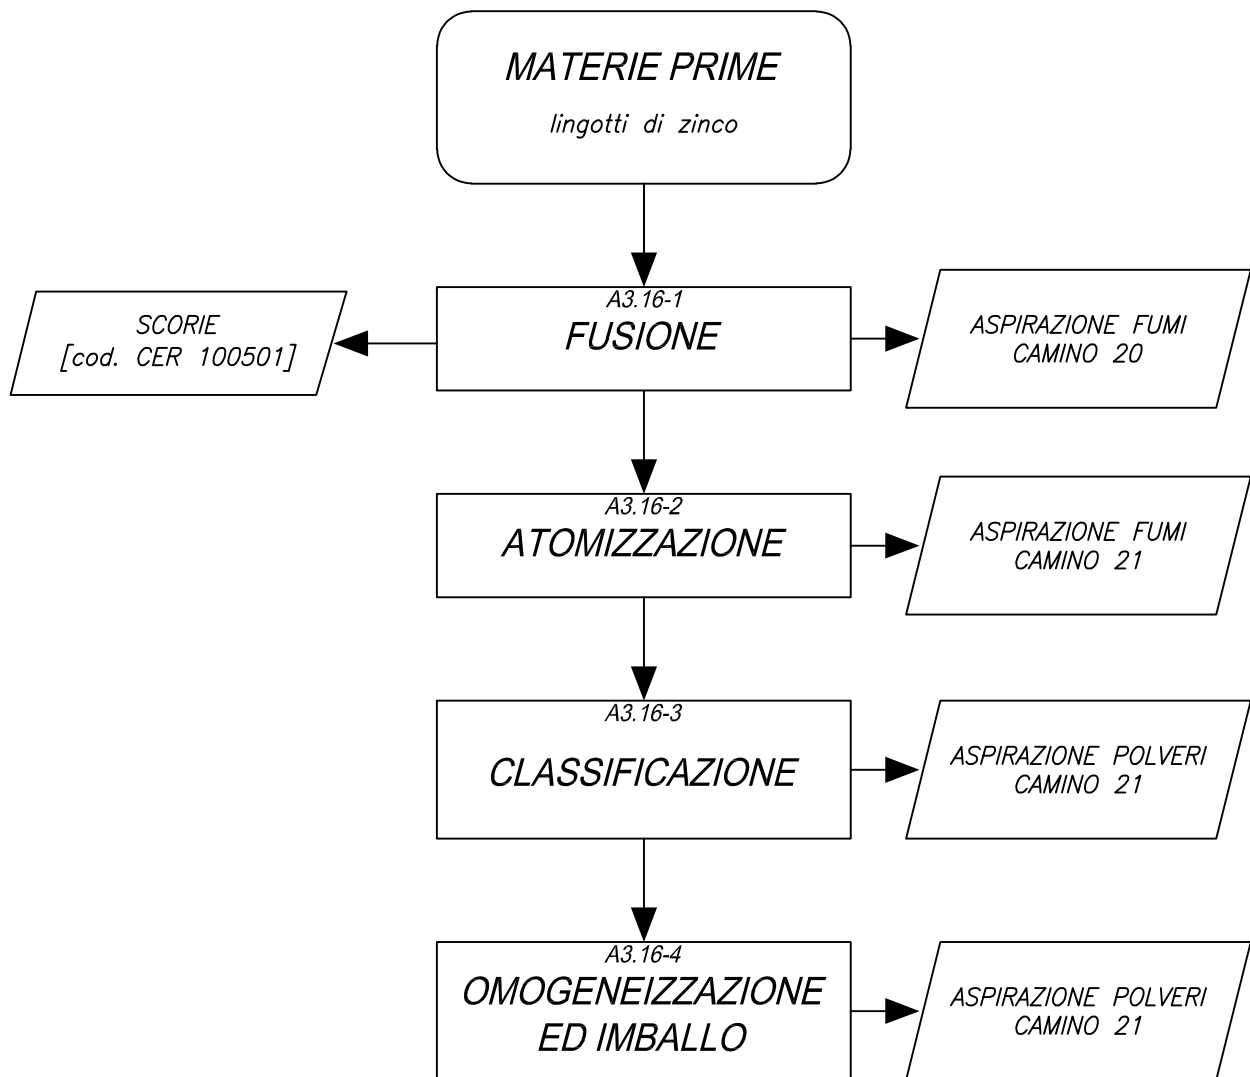 MATERIE PRIME
lingotti di zinco
A3.16-1
FUSIONE
SCORIE
[cod. CER 100501]
ASPIRAZIONE FUMI
CAMINO 20
A3.16-2
ATOMIZZAZIONE
ASPIRAZIONE FUMI
CAMINO 21
A3.16-3
CLASSIFICAZIONE
ASPIRAZIONE POLVERI
CAMINO 21
A3.16-4
OMOGENEIZZAZIONE
ED IMBALLO
ASPIRAZIONE POLVERI
CAMINO 21